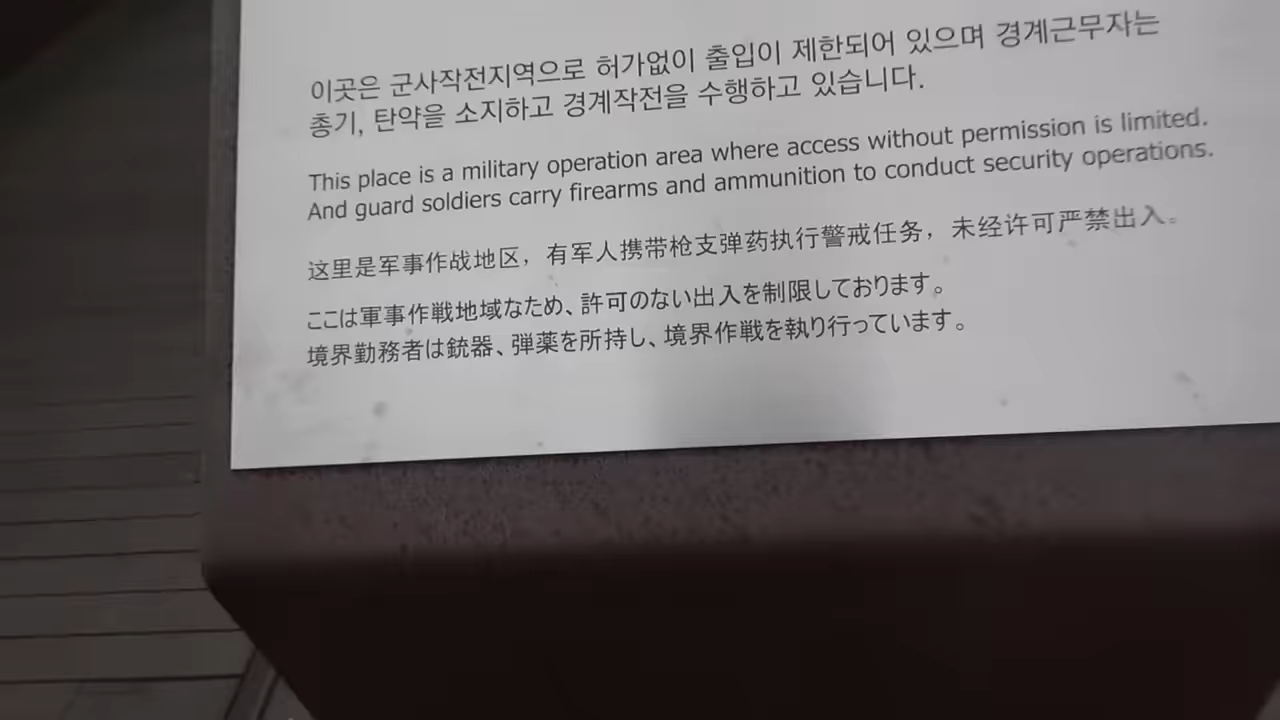 이곳은 군사작전지역으로 허가없이 출입이 제한되어 있으며 경계근무자는
총기, 탄약을 소지하고 경계작전을 수행하고 있습니다.
This place is a military operation area where access without permission is limited.
And guard soldiers carry firearms and ammunition to conduct security operations.
这里是军事作战地区，有军人携带枪支弹药执行警戒任务，未经许可严禁出入。
ここは軍事作戦地域なため、許可のない出入を制限しております。
境界勤務者は銃器、弾薬を所持し、境界作戦を執り行っています。